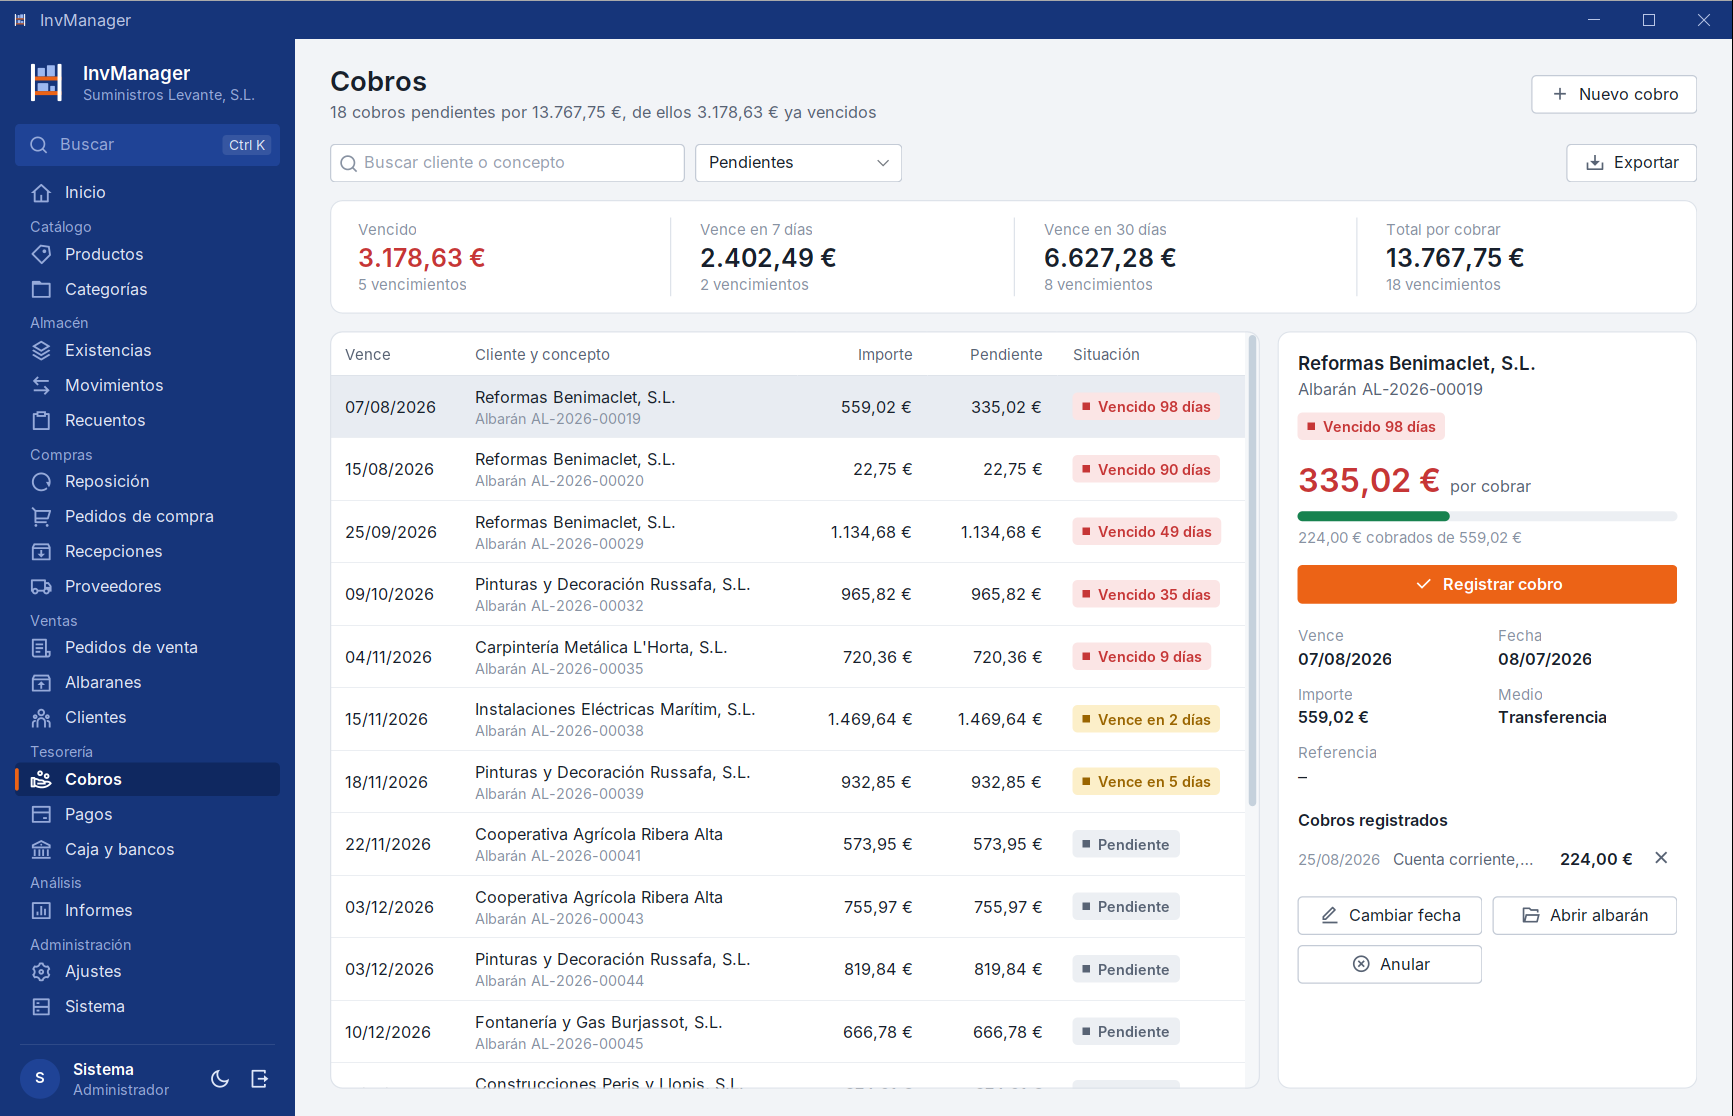 InvManager
InvManager
Suministros Levante, S.L.
Buscar Ctrl K
Inicio
Catálogo
Productos
Categorías
Almacén
Existencias
Movimientos
Recuentos
Compras
Reposición
Pedidos de compra
Recepciones
Proveedores
Ventas
Pedidos de venta
Albaranes
Clientes
Tesorería
Cobros
Pagos
Caja y bancos
Análisis
Informes
Administración
Ajustes
Sistema
S Sistema
Administrador
Cobros
18 cobros pendientes por 13.767,75 €, de ellos 3.178,63 € ya vencidos
Nuevo cobro
Buscar cliente o concepto
Pendientes
Exportar
Vencido
3.178,63 €
5 vencimientos
Vence en 7 días
2.402,49 €
2 vencimientos
Vence en 30 días
6.627,28 €
8 vencimientos
Total por cobrar
13.767,75 €
18 vencimientos
Vence Cliente y concepto Importe Pendiente Situación
07/08/2026 Reformas Benimaclet, S.L. 559,02 € 335,02 € Vencido 98 días
Albarán AL-2026-00019
15/08/2026 Reformas Benimaclet, S.L. 22,75 € 22,75 € Vencido 90 días
Albarán AL-2026-00020
25/09/2026 Reformas Benimaclet, S.L. 1.134,68 € 1.134,68 € Vencido 49 días
Albarán AL-2026-00029
09/10/2026 Pinturas y Decoración Russafa, S.L. 965,82 € 965,82 € Vencido 35 días
Albarán AL-2026-00032
04/11/2026 Carpintería Metálica L'Horta, S.L. 720,36 € 720,36 € Vencido 9 días
Albarán AL-2026-00035
15/11/2026 Instalaciones Eléctricas Marítim, S.L. 1.469,64 € 1.469,64 € Vence en 2 días
Albarán AL-2026-00038
18/11/2026 Pinturas y Decoración Russafa, S.L. 932,85 € 932,85 € Vence en 5 días
Albarán AL-2026-00039
22/11/2026 Cooperativa Agrícola Ribera Alta 573,95 € 573,95 € Pendiente
Albarán AL-2026-00041
03/12/2026 Cooperativa Agrícola Ribera Alta 755,97 € 755,97 € Pendiente
Albarán AL-2026-00043
03/12/2026 Pinturas y Decoración Russafa, S.L. 819,84 € 819,84 € Pendiente
Albarán AL-2026-00044
10/12/2026 Fontanería y Gas Burjassot, S.L. 666,78 € 666,78 € Pendiente
Albarán AL-2026-00045
Construcciones Peris y Llopis, S.L.
Reformas Benimaclet, S.L.
Albarán AL-2026-00019
Vencido 98 días
335,02 € por cobrar
224,00 € cobrados de 559,02 €
Registrar cobro
Vence Fecha
07/08/2026 08/07/2026
Importe Medio
559,02 € Transferencia
Referencia
–
Cobros registrados
25/08/2026 Cuenta corriente,... 224,00 €
Cambiar fecha Abrir albarán
Anular